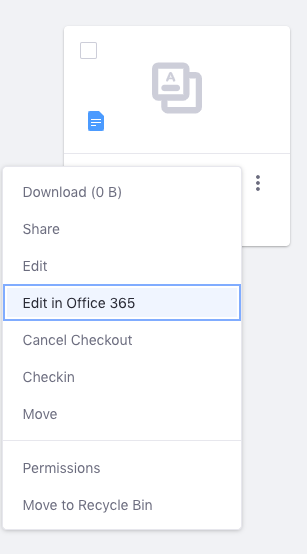 A
Download (0 B)
Share
Edit
Edit in Office 365
Cancel Checkout
Checkin
Move
Permissions
Move to Recycle Bin